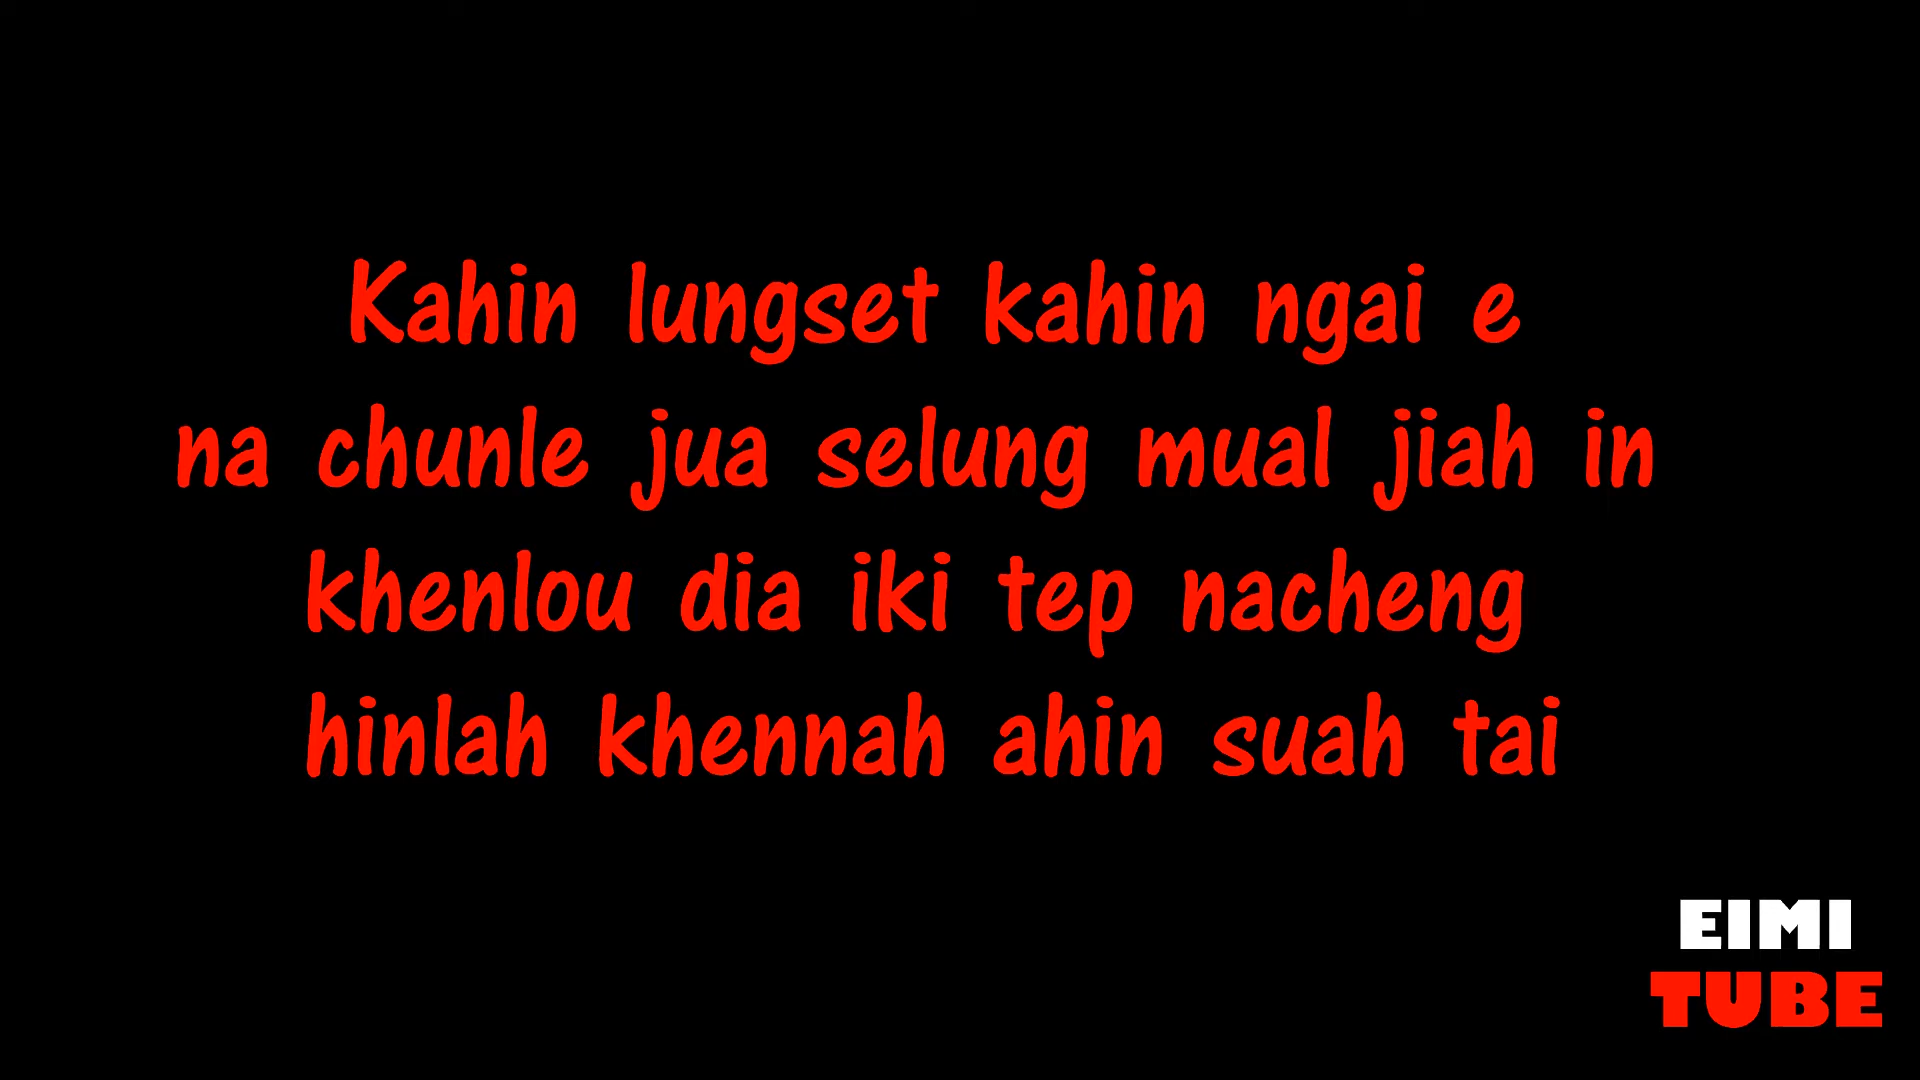 Kahin lungset kahin ngai e
na chunle jua selung mual jiah in
khenlou dia iki tep nacheng
hinlah khennah ahin suah tai
EIMI
TUBE